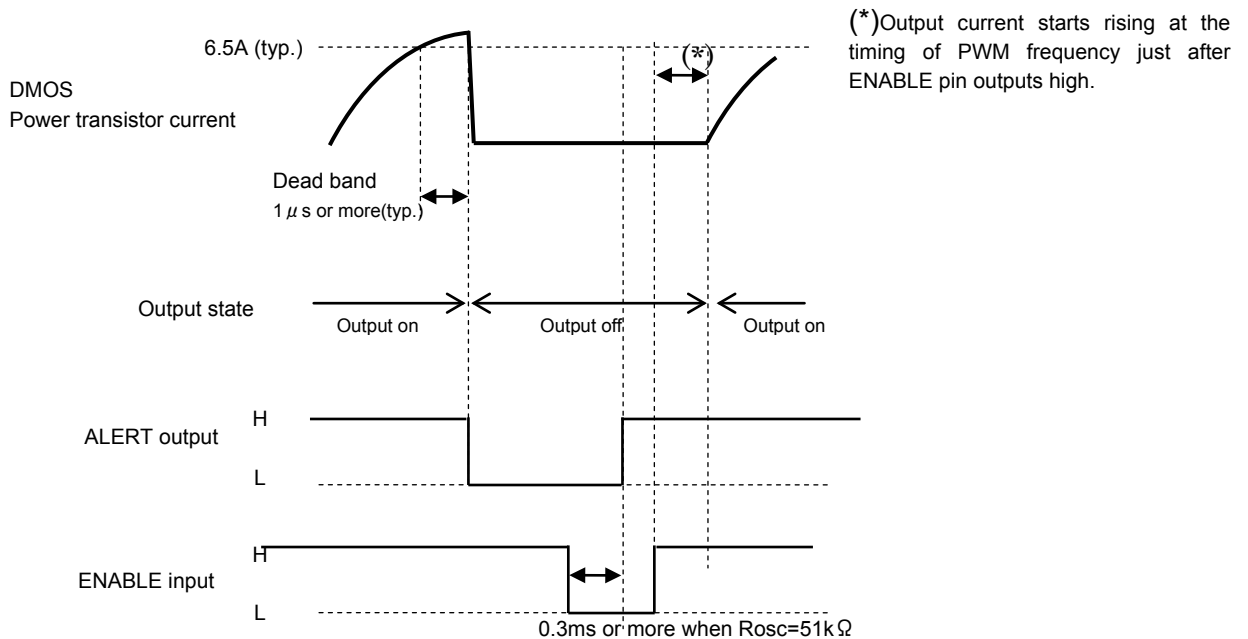 (*)Output current starts rising at the
timing of PWM frequency just after
ENABLE pin outputs high.
6.5A (typ.)
(*)
DMOS
Power transistor current
Dead band
1μs or more(typ.)
Output state
Output on
Output off
Output on
H
ALERT output
L
H
ENABLE input
L
0.3ms or more when Rosc=51kΩ